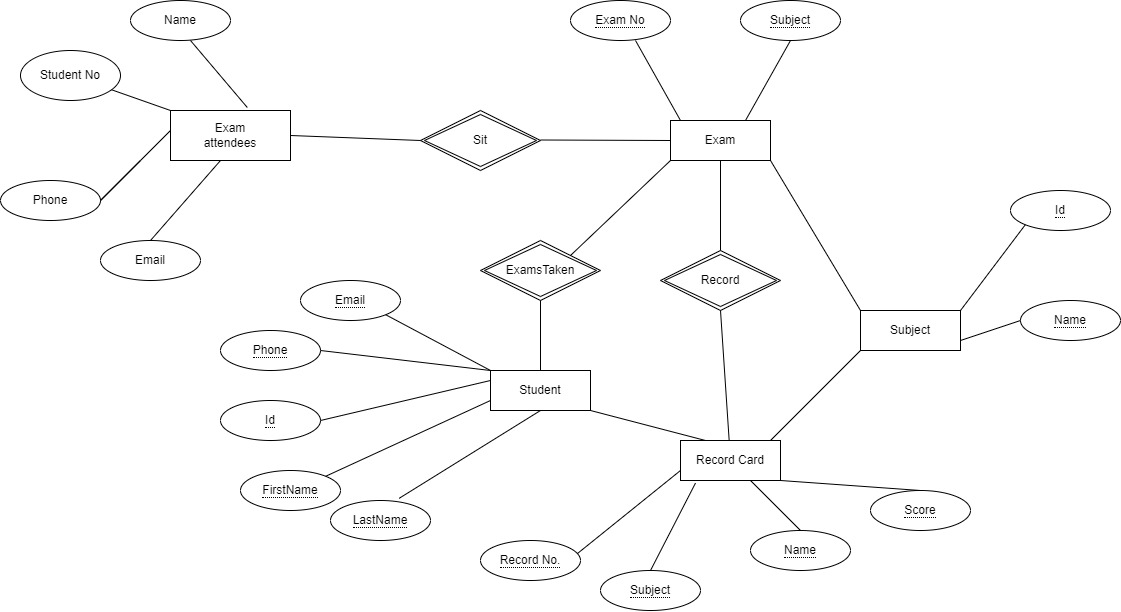 Name
Exam No
Subject
Student No
Exam
attendees
Sit
Exam
Phone
Id
Email
ExamsTaken
Record
Email
Subject
Name
Phone
Student
Id
Record Card
FirstName
LastName
Score
Record No.
Name
Subject